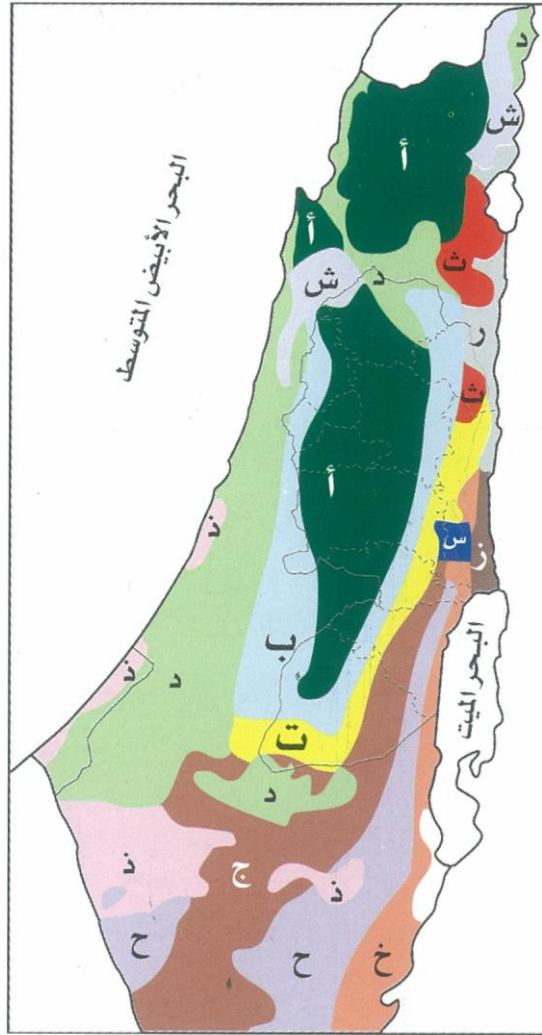 د
ش
أ
البحر الأبيض المتوسط
أ
ث
ش
د
ر
ث
أ
س
ز
ذ
ب
البحر الميت
ذ
د
ت
د
ج
ذ
ذ
ح
ح
خ